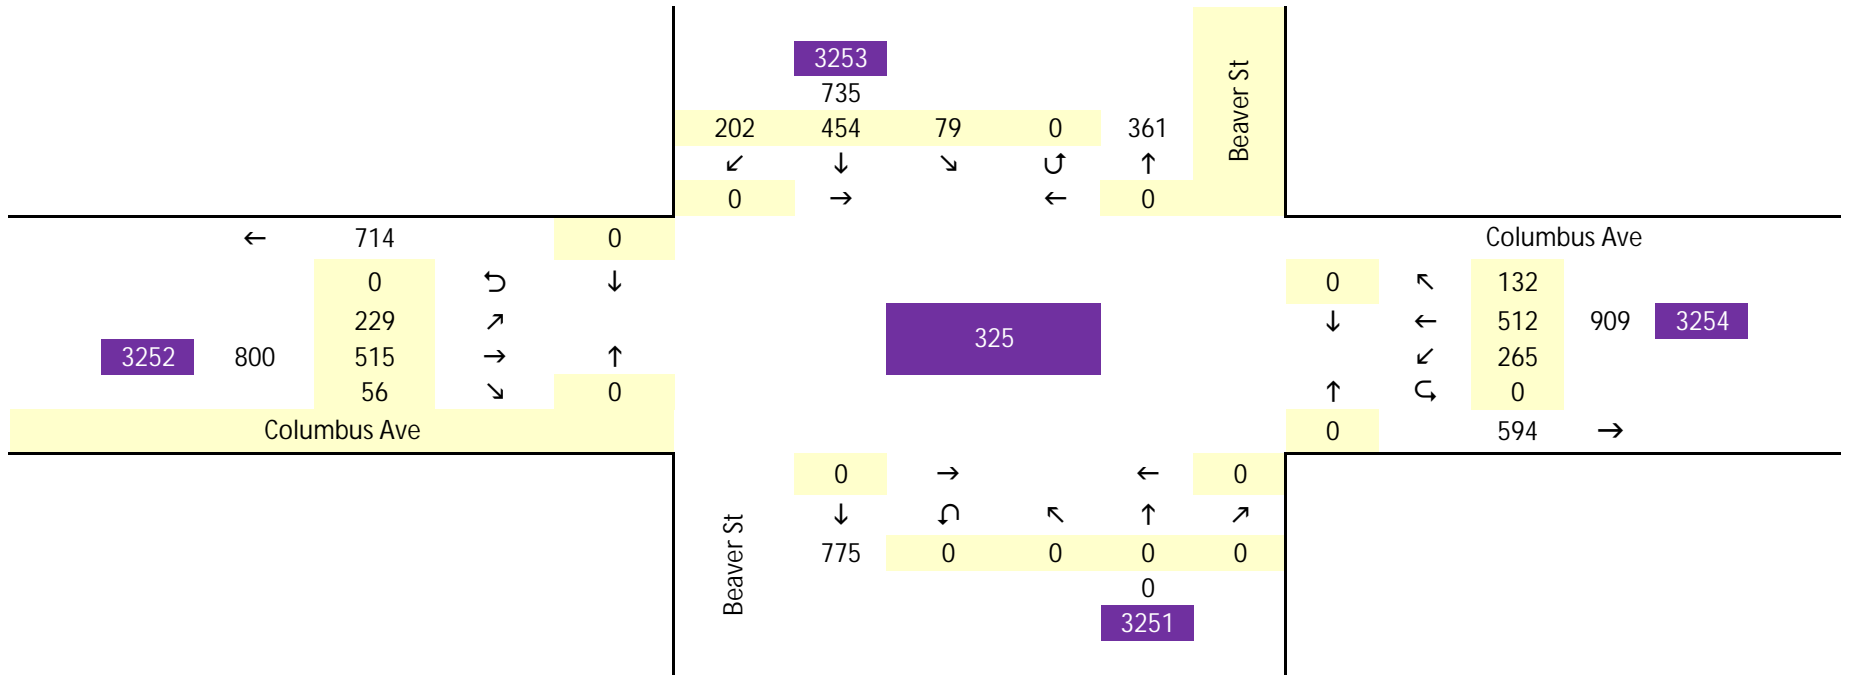 3253
735
202 454 79 0 361
↙ ↓ ↘ ⮍ ↑
0 → ← 0
Beaver St
← 714 0
Columbus Ave
0 ⮌ ↓
0 ↖ 132
229 ↗
325
↓ ← 512 909 3254
3252 800 515 → ↑
↙ 265
56 ↘ 0
↑ ⮎ 0
Columbus Ave
0 594 →
0 → ← 0
↓ ⮏ ↖ ↑ ↗
Beaver St
775 0 0 0 0
0
3251